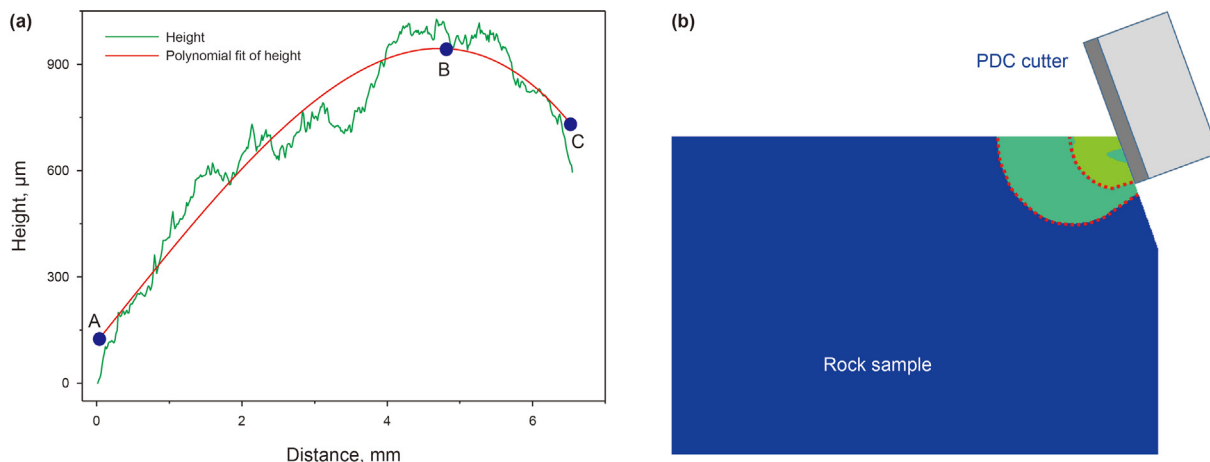 (a)
Height
Polynomial fit of height
900
600
300
0
Height, µm
A
B
C
0
2
4
6
Distance, mm
(b)
PDC cutter
Rock sample